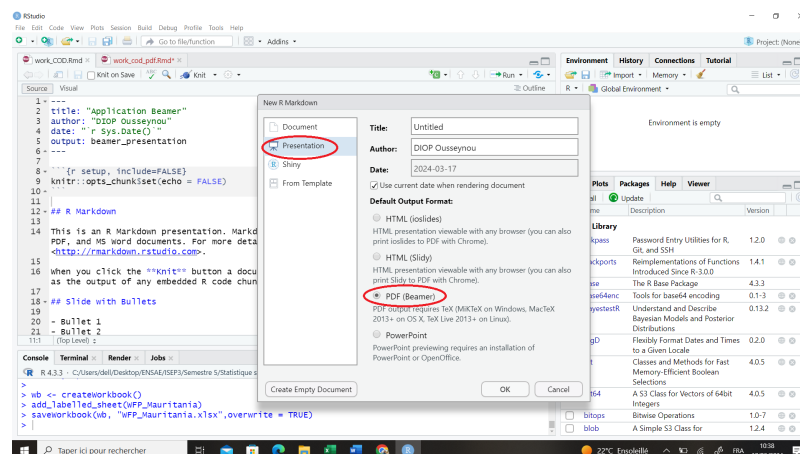 RStudio
File Edit Code View Plots Session Build Debug Profile Tools Help
Go to file/function
Addins
Project: (None
work_COD.Rmd
work_cod_pdf.Rmd*
Knit on Save
Knit
Run
Source Visual
Outline
1 ---
2 title: "Application Beamer"
3 author: "DIOP Ousseynou"
4 date: "`r Sys.Date()`"
5 output: beamer_presentation
6 ---
7
8 ```{r setup, include=FALSE}
9 knitr::opts_chunk$set(echo = FALSE)
10 ```
11
12 ## R Markdown
13
14 This is an R Markdown presentation. Markd
PDF, and MS Word documents. For more deta
<http://rmarkdown.rstudio.com>.
15
16 When you click the **Knit** button a docu
as the output of any embedded R code chun
17
18 ## Slide with Bullets
19
20 - Bullet 1
21 - Bullet 2
11:1 (Top Level)
Console Terminal Render Jobs
R 4.3.3 · C:/Users/dell/Desktop/ENSAE/ISEP3/Semestre 5/Statistique s
>
> wb <- createWorkbook()
> add_labelled_sheet(WFP_Mauritania)
> saveWorkbook(wb, "WFP_Mauritania.xlsx",overwrite = TRUE)
>
New R Markdown
Document
Presentation
Shiny
From Template
Title: Untitled
Author: DIOP Ousseynou
Date: 2024-03-17
Use current date when rendering document
Default Output Format:
HTML (ioslides)
HTML presentation viewable with any browser (you can also
print ioslides to PDF with Chrome).
HTML (Slidy)
HTML presentation viewable with any browser (you can also
print Slidy to PDF with Chrome).
PDF (Beamer)
PDF output requires TeX (MiKTeX on Windows, MacTeX
2013+ on OS X, TeX Live 2013+ on Linux).
PowerPoint
PowerPoint previewing requires an installation of
PowerPoint or OpenOffice.
Create Empty Document
OK
Cancel
Environment History Connections Tutorial
Import
Memory
List
R
Global Environment
Environment is empty
Plots Packages Help Viewer
all Update
me Description Version
Library
kpass Password Entry Utilities for R, Git, and SSH 1.2.0
ckports Reimplementations of Functions Introduced Since R-3.0.0 1.4.1
ase The R Base Package 4.3.3
ase64enc Tools for base64 encoding 0.1-3
ayestestR Understand and Describe Bayesian Models and Posterior Distributions 0.13.2
gD Flexibly Format Dates and Times to a Given Locale 0.2.0
t Classes and Methods for Fast Memory-Efficient Boolean Selections 4.0.5
t64 A S3 Class for Vectors of 64bit Integers 4.0.5
bitops Bitwise Operations 1.0-7
blob A Simple S3 Class for 1.2.4
Taper ici pour rechercher
22°C Ensoleillé
FRA
10:38